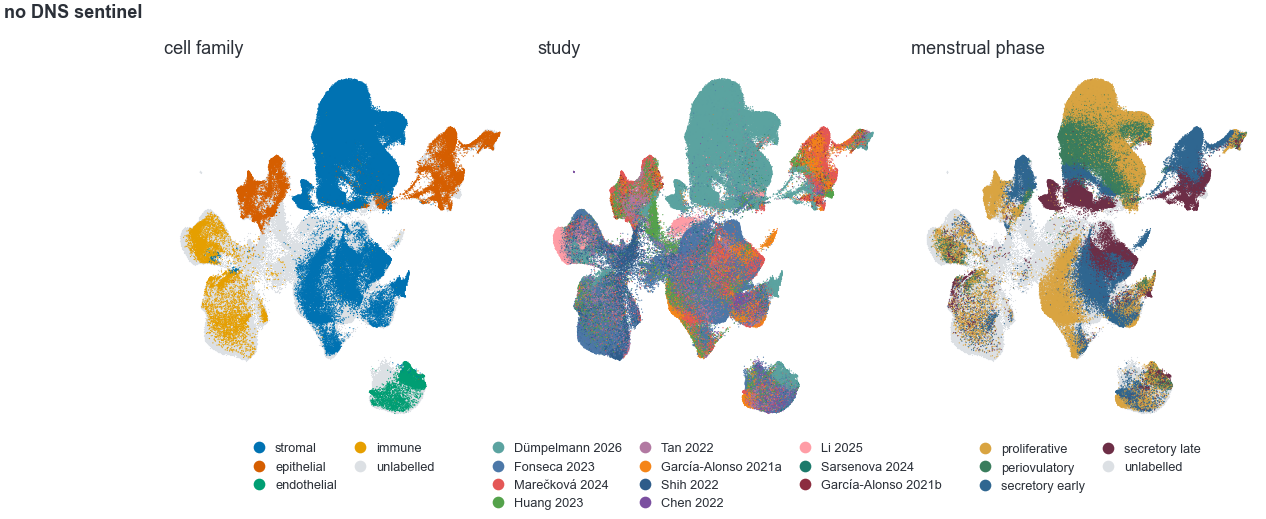 no DNS sentinel
cell family
study
menstrual phase
stromal
epithelial
endothelial
immune
unlabelled
Dümpelmann 2026
Fonseca 2023
Marečková 2024
Huang 2023
Tan 2022
García-Alonso 2021a
Shih 2022
Chen 2022
Li 2025
Sarsenova 2024
García-Alonso 2021b
proliferative
periovulatory
secretory early
secretory late
unlabelled